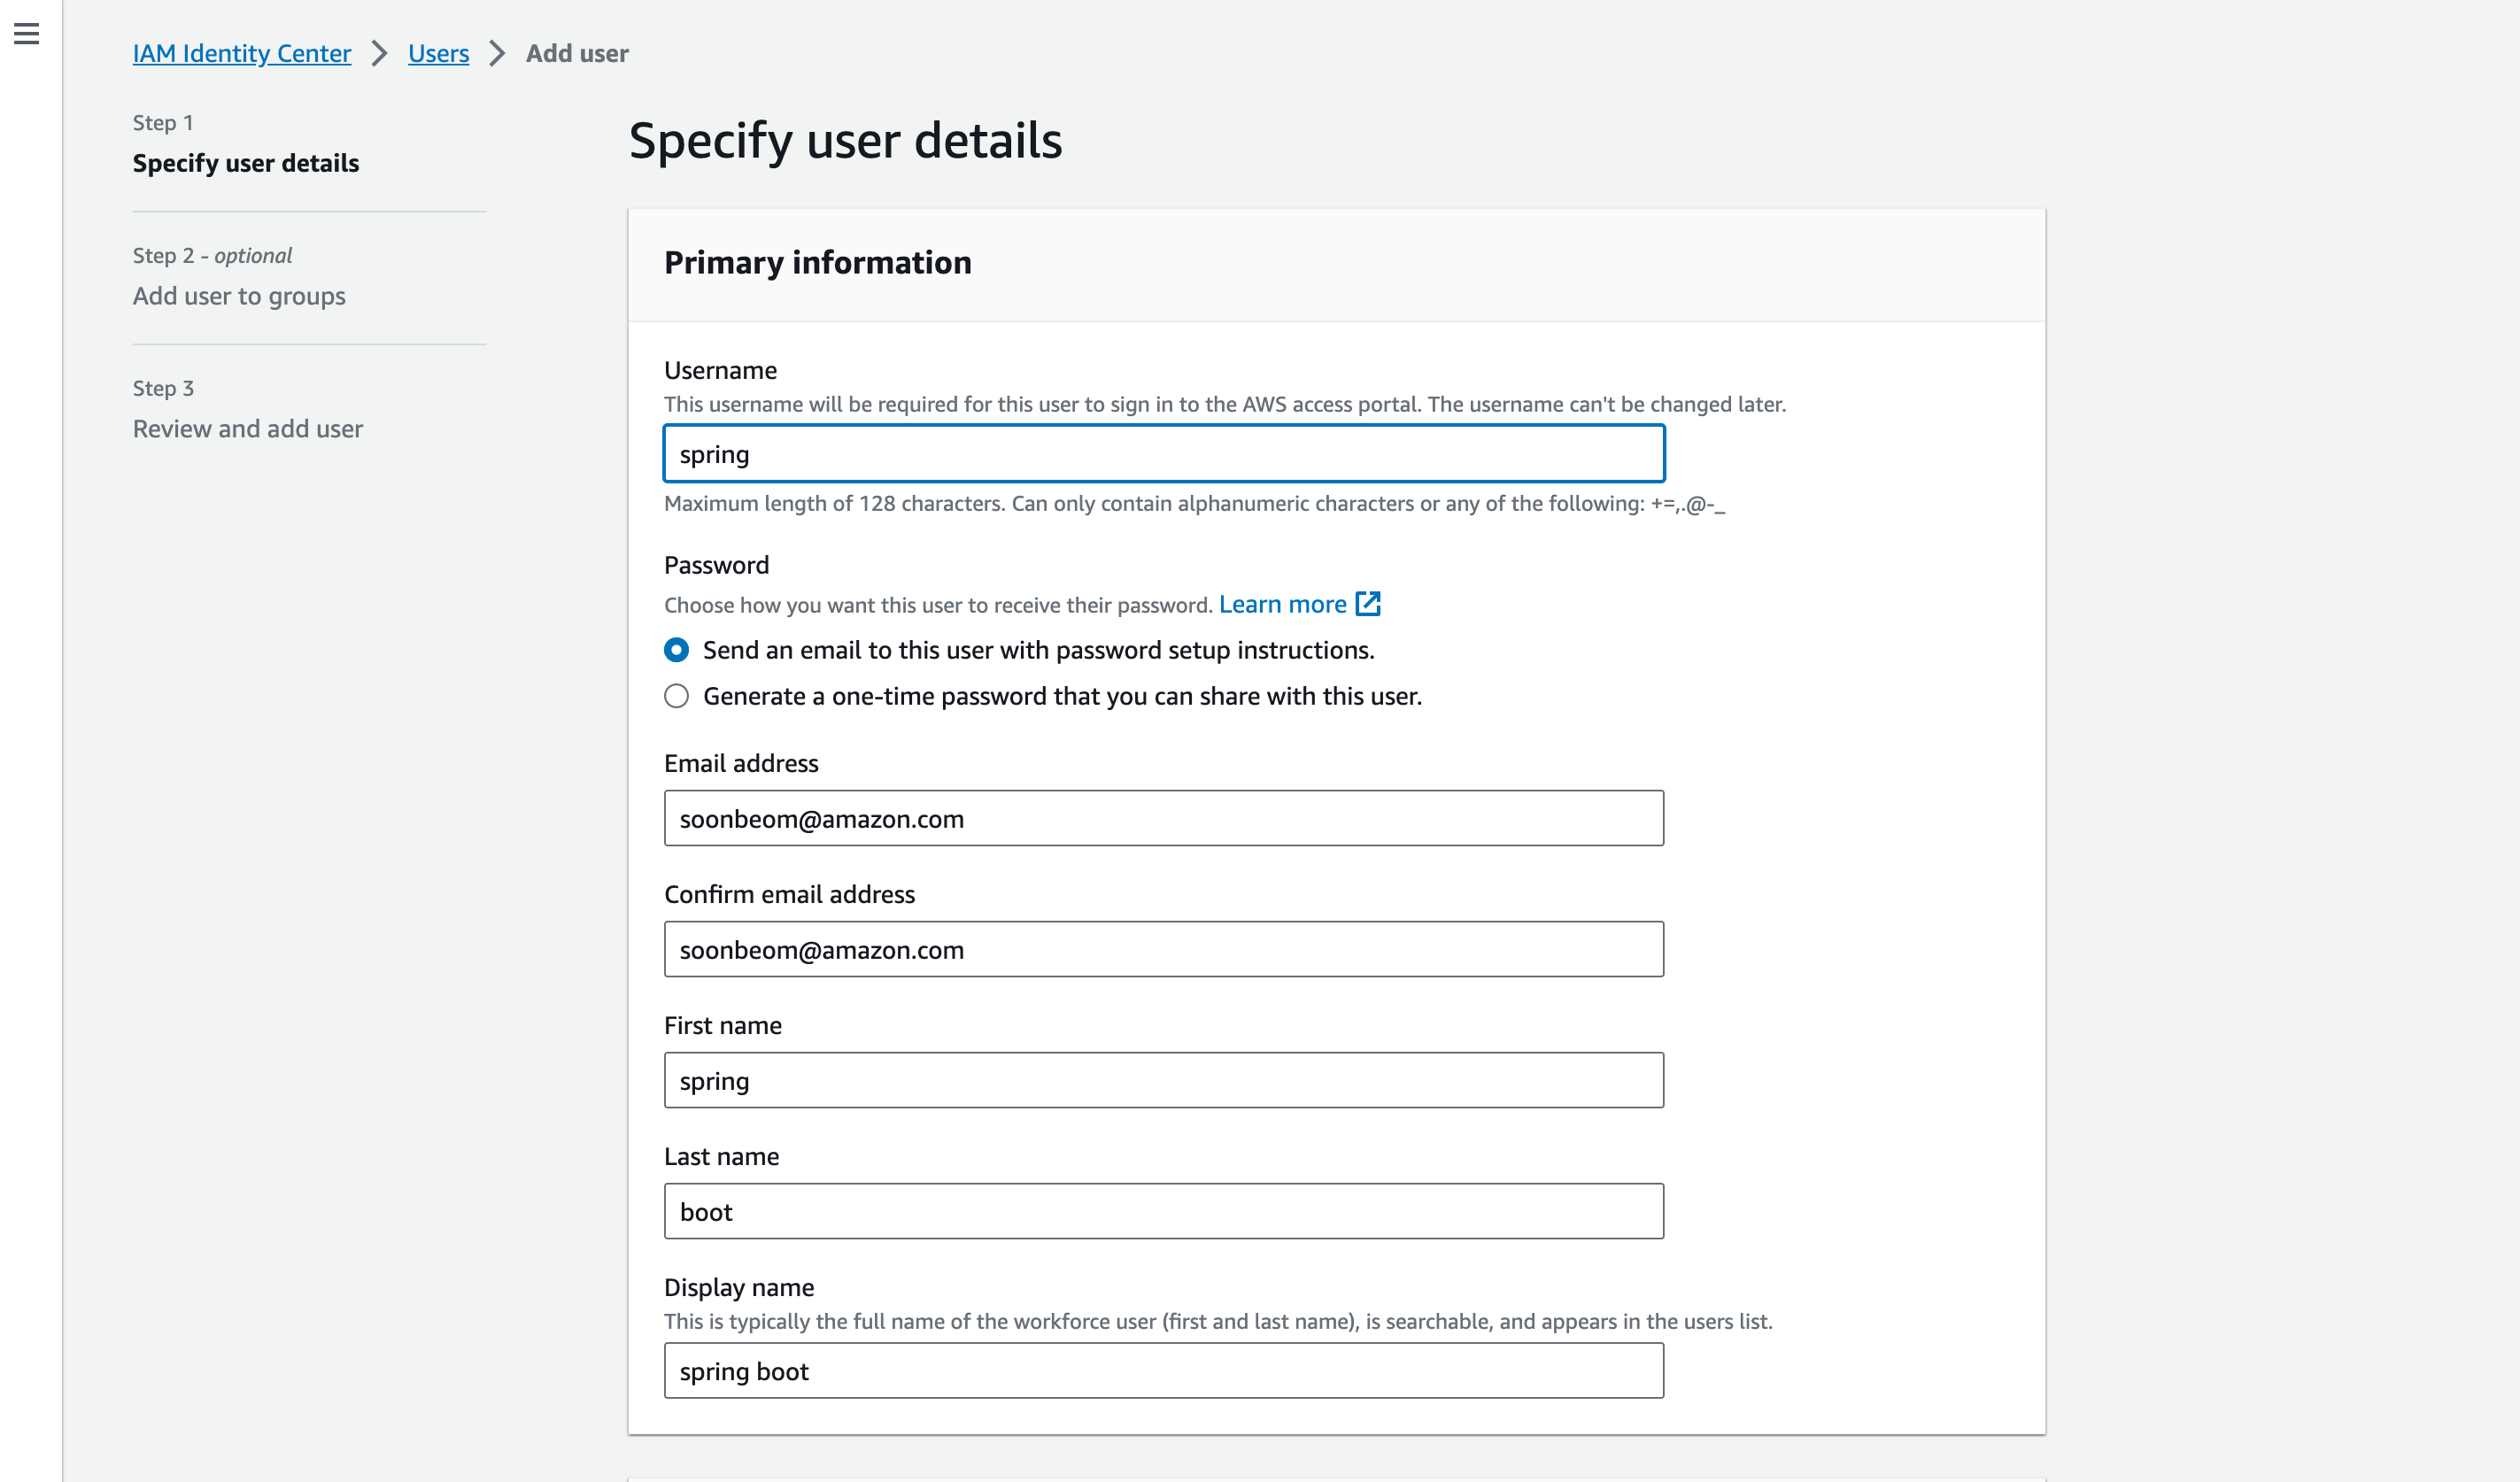 IAM Identity Center > Users > Add user
Step 1
Specify user details
Step 2 - optional
Add user to groups
Step 3
Review and add user
Specify user details
Primary information
Username
This username will be required for this user to sign in to the AWS access portal. The username can't be changed later.
spring
Maximum length of 128 characters. Can only contain alphanumeric characters or any of the following: +=,.@-_
Password
Choose how you want this user to receive their password. Learn more
Send an email to this user with password setup instructions.
Generate a one-time password that you can share with this user.
Email address
soonbeom@amazon.com
Confirm email address
soonbeom@amazon.com
First name
spring
Last name
boot
Display name
This is typically the full name of the workforce user (first and last name), is searchable, and appears in the users list.
spring boot